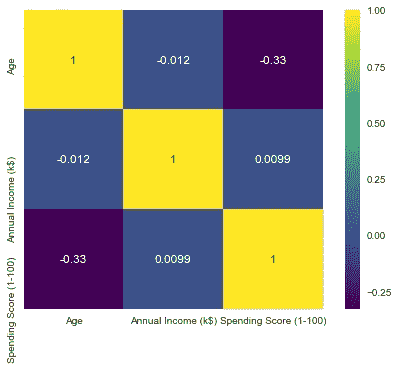 Age
1
-0.012
-0.33
Annual Income (k$)
-0.012
1
0.0099
Spending Score (1-100)
-0.33
0.0099
1
Age
Annual Income (k$)
Spending Score (1-100)
1.00
0.75
0.50
0.25
0.00
−0.25